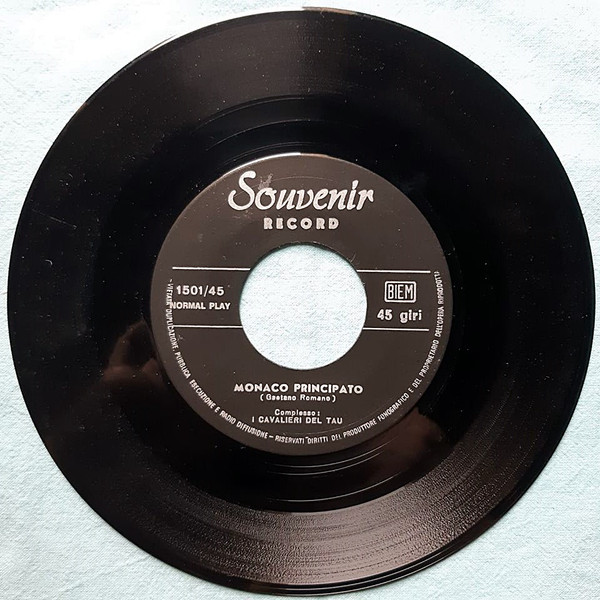 Souvenir
RECORD
1501/45
NORMAL PLAY
BIEM
45 giri
MONACO PRINCIPATO
(Gaetano Romano)
Complesso:
I CAVALIERI DEL TAU
VIETATA DUPLICAZIONE, PUBBLICA ESECUZIONE E RADIO DIFFUSIONE - RISERVATI DIRITTI DEL PRODUTTORE FONOGRAFICO E DEL PROPRIETARIO DELL'OPERA RIPRODOTTA